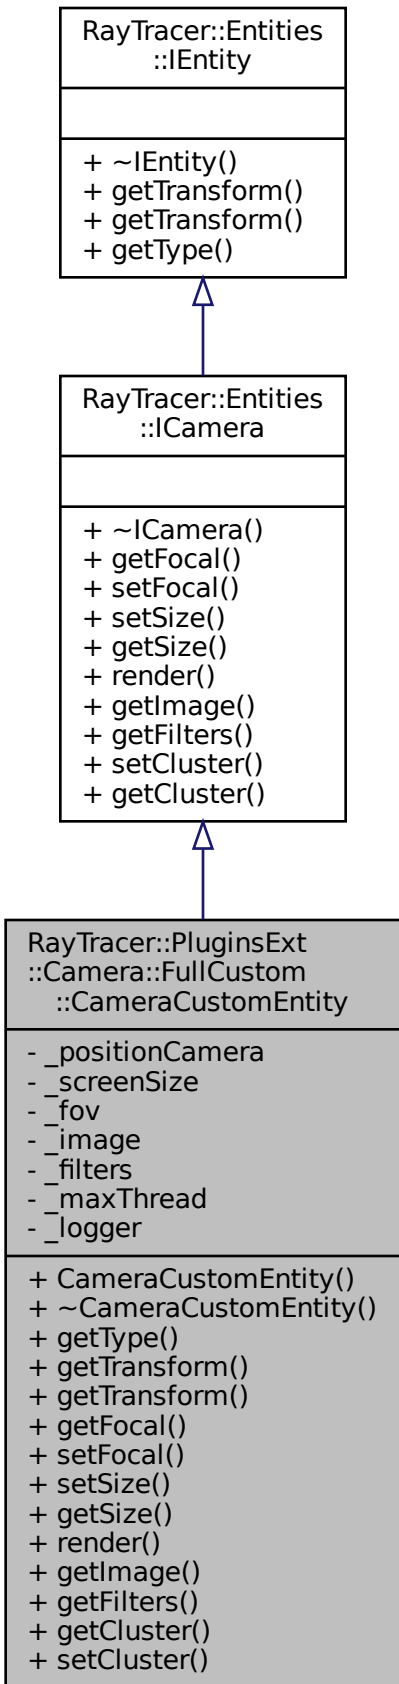 RayTracer::Entities
::IEntity
+ ~IEntity()
+ getTransform()
+ getTransform()
+ getType()
RayTracer::Entities
::ICamera
+ ~ICamera()
+ getFocal()
+ setFocal()
+ setSize()
+ getSize()
+ render()
+ getImage()
+ getFilters()
+ setCluster()
+ getCluster()
RayTracer::PluginsExt
::Camera::FullCustom
::CameraCustomEntity
- _positionCamera
- _screenSize
- _fov
- _image
- _filters
- _maxThread
- _logger
+ CameraCustomEntity()
+ ~CameraCustomEntity()
+ getType()
+ getTransform()
+ getTransform()
+ getFocal()
+ setFocal()
+ setSize()
+ getSize()
+ render()
+ getImage()
+ getFilters()
+ getCluster()
+ setCluster()